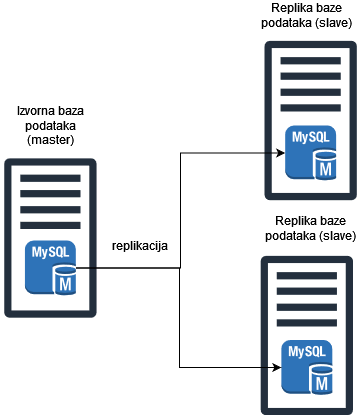 Replika baze
podataka (slave)
MySQL
M
Izvorna baza
podataka
(master)
MySQL
M
replikacija
Replika baze
podataka (slave)
MySQL
M